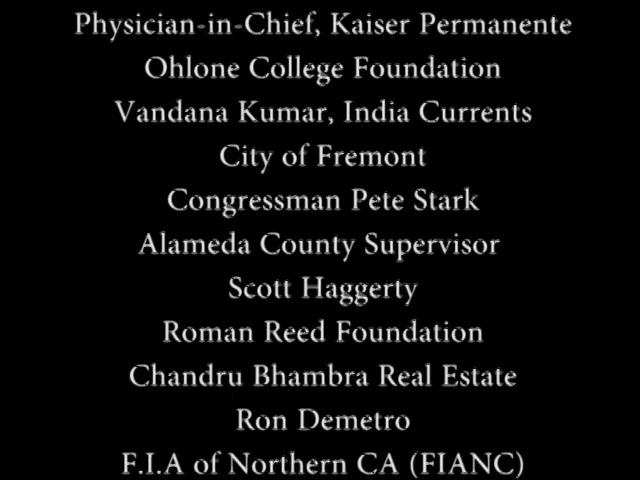 Physician-in-Chief, Kaiser Permanente
Ohlone College Foundation
Vandana Kumar, India Currents
City of Fremont
Congressman Pete Stark
Alameda County Supervisor
Scott Haggerty
Roman Reed Foundation
Chandru Bhambra Real Estate
Ron Demetro
F.I.A of Northern CA (FIANC)